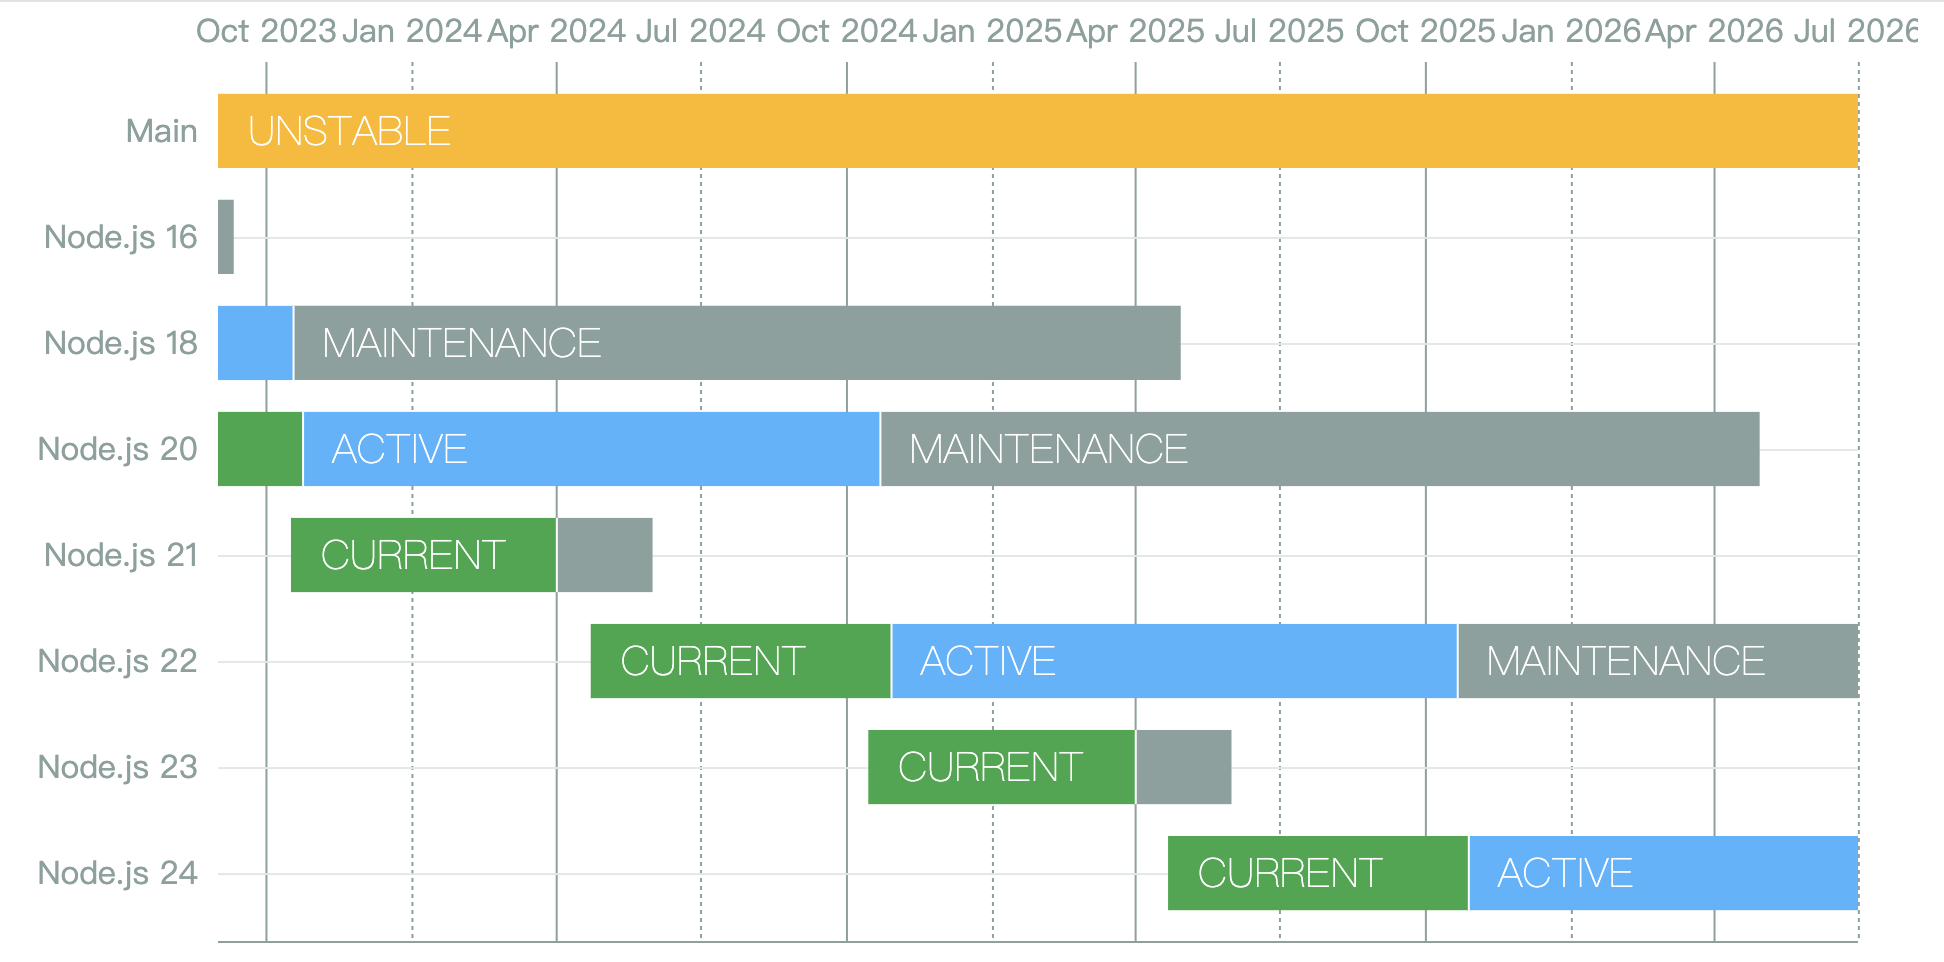 Oct 2023 Jan 2024 Apr 2024 Jul 2024 Oct 2024 Jan 2025 Apr 2025 Jul 2025 Oct 2025 Jan 2026 Apr 2026 Jul 2026
Main UNSTABLE
Node.js 16
Node.js 18 MAINTENANCE
Node.js 20 ACTIVE MAINTENANCE
Node.js 21 CURRENT
Node.js 22 CURRENT ACTIVE MAINTENANCE
Node.js 23 CURRENT
Node.js 24 CURRENT ACTIVE